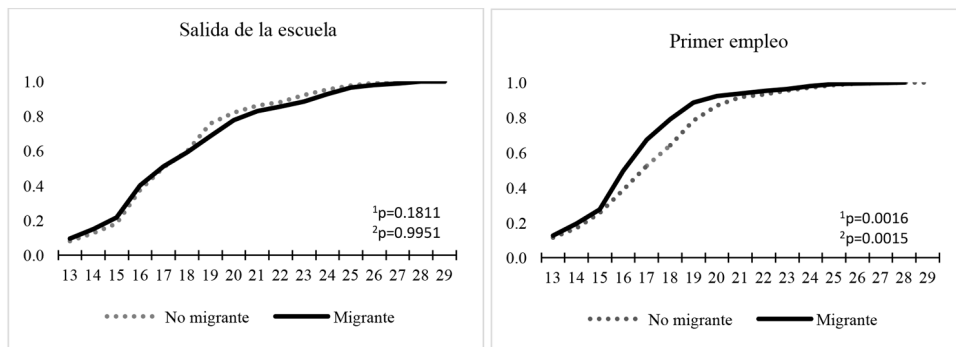 Salida de la escuela
1.0
0.8
0.6
0.4
0.2
0.0
¹p=0.1811
²p=0.9951
13 14 15 16 17 18 19 20 21 22 23 24 25 26 27 28 29
No migrante Migrante
Primer empleo
1.0
0.8
0.6
0.4
0.2
0.0
¹p=0.0016
²p=0.0015
13 14 15 16 17 18 19 20 21 22 23 24 25 26 27 28 29
No migrante Migrante